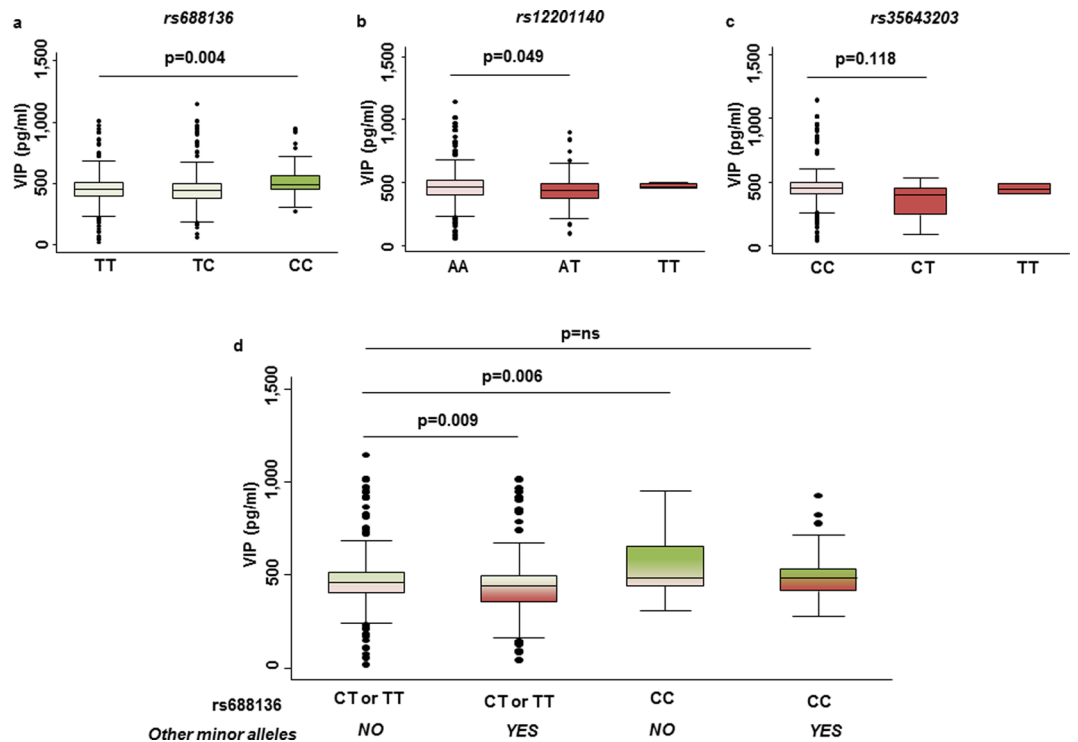 a
rs688136
VIP (pg/ml)
1,500
1,000
500
0
p=0.004
TT TC CC
b
rs12201140
VIP (pg/ml)
1,500
1,000
500
0
p=0.049
AA AT TT
c
rs35643203
VIP (pg/ml)
1,500
1,000
500
0
p=0.118
CC CT TT
d
p=ns
p=0.006
p=0.009
VIP (pg/ml)
1,500
1,000
500
0
rs688136 CT or TT CT or TT CC CC
Other minor alleles NO YES NO YES